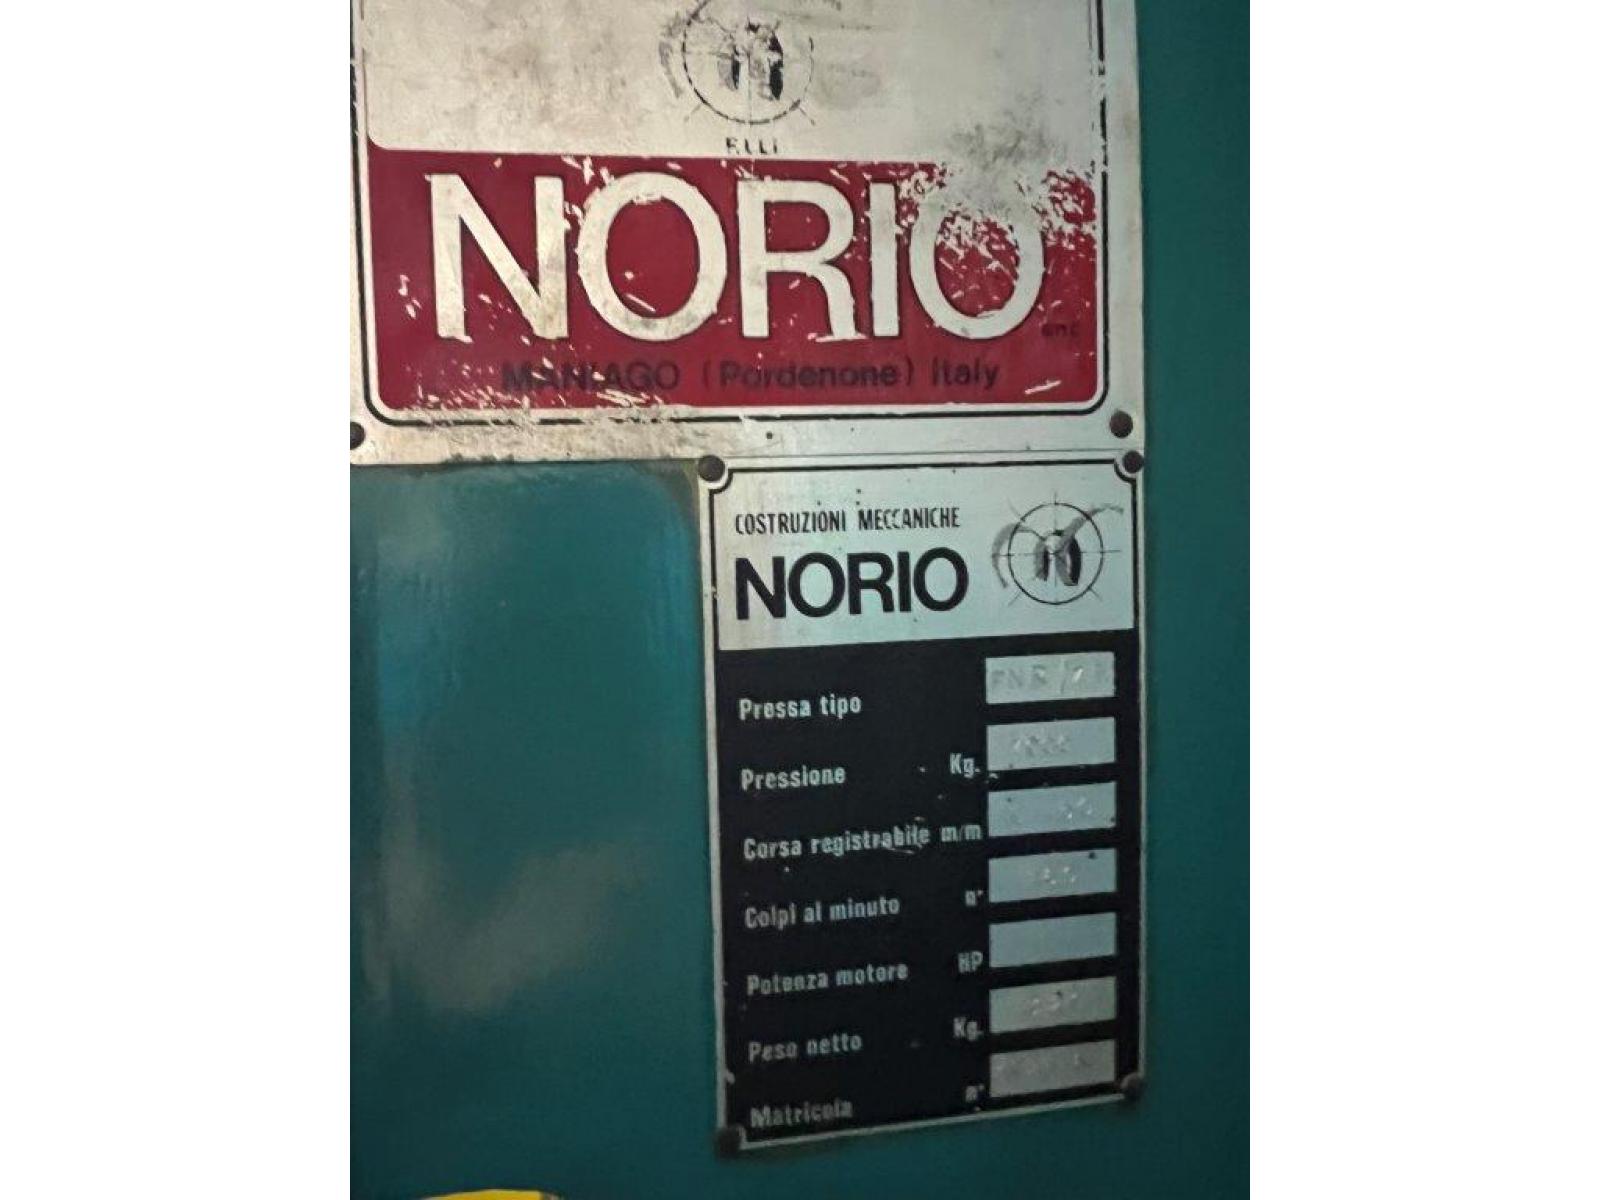 F.LLI
NORIO
snc
MANIAGO (Pordenone) Italy
COSTRUZIONI MECCANICHE
NORIO
Pressa tipo
Pressione Kg.
Corsa registrabile m/m
Colpi al minuto n°
Potenza motore HP
Peso netto Kg.
Matricola n°